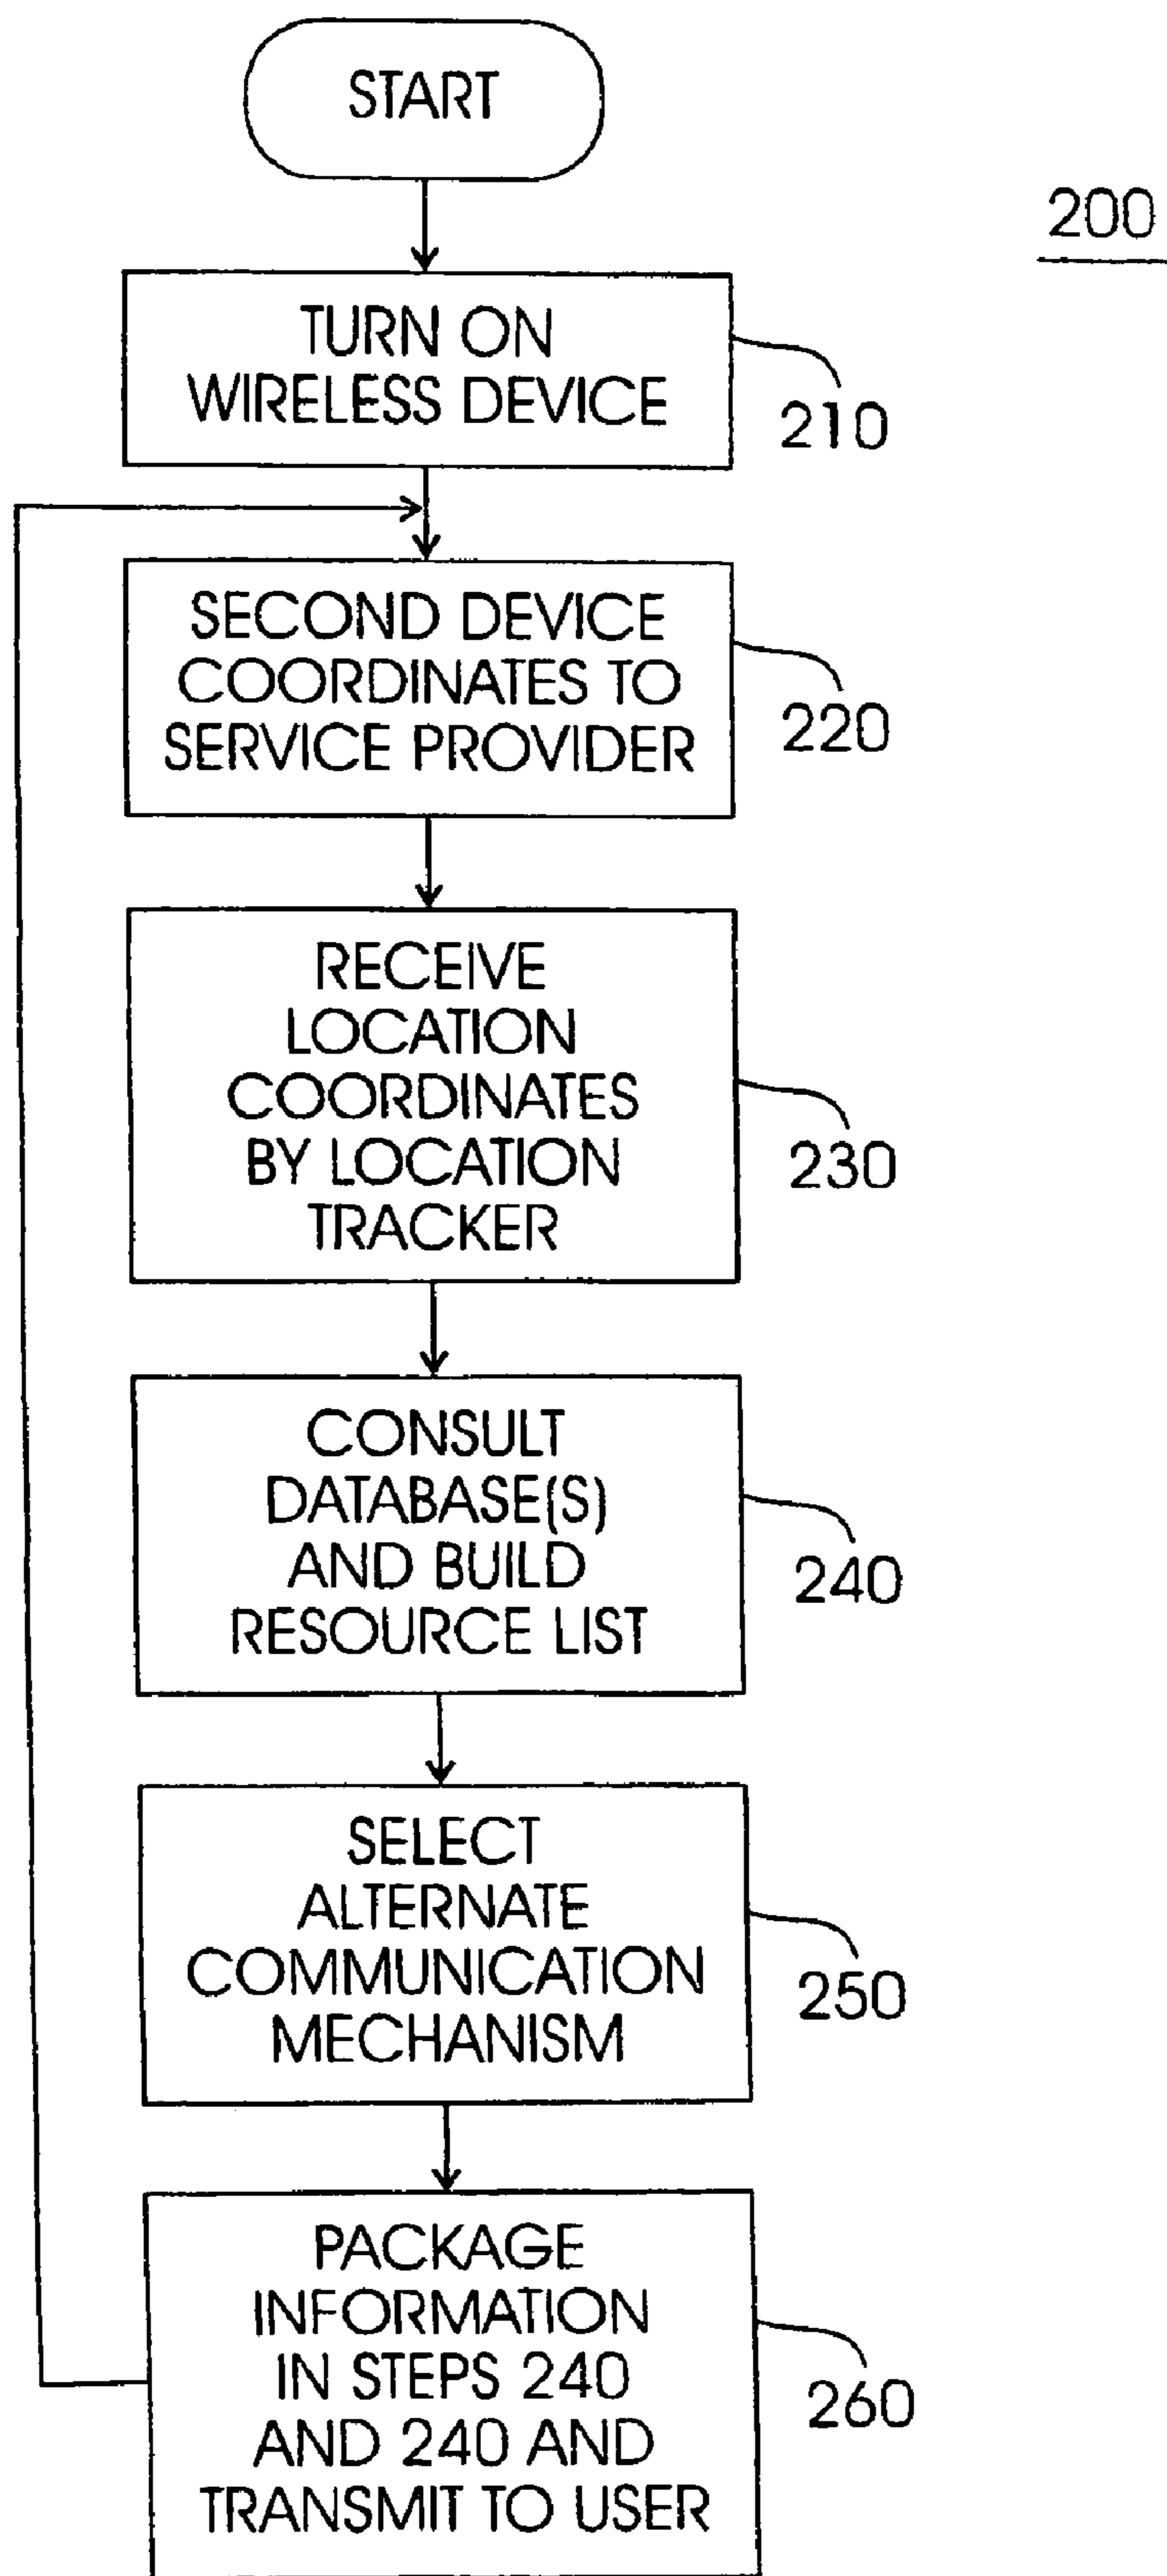 START
200
TURN ON
WIRELESS DEVICE
210
SECOND DEVICE
COORDINATES TO
SERVICE PROVIDER
220
RECEIVE
LOCATION
COORDINATES
BY LOCATION
TRACKER
230
CONSULT
DATABASE(S)
AND BUILD
RESOURCE LIST
240
SELECT
ALTERNATE
COMMUNICATION
MECHANISM
250
PACKAGE
INFORMATION
IN STEPS 240
AND 240 AND
TRANSMIT TO USER
260